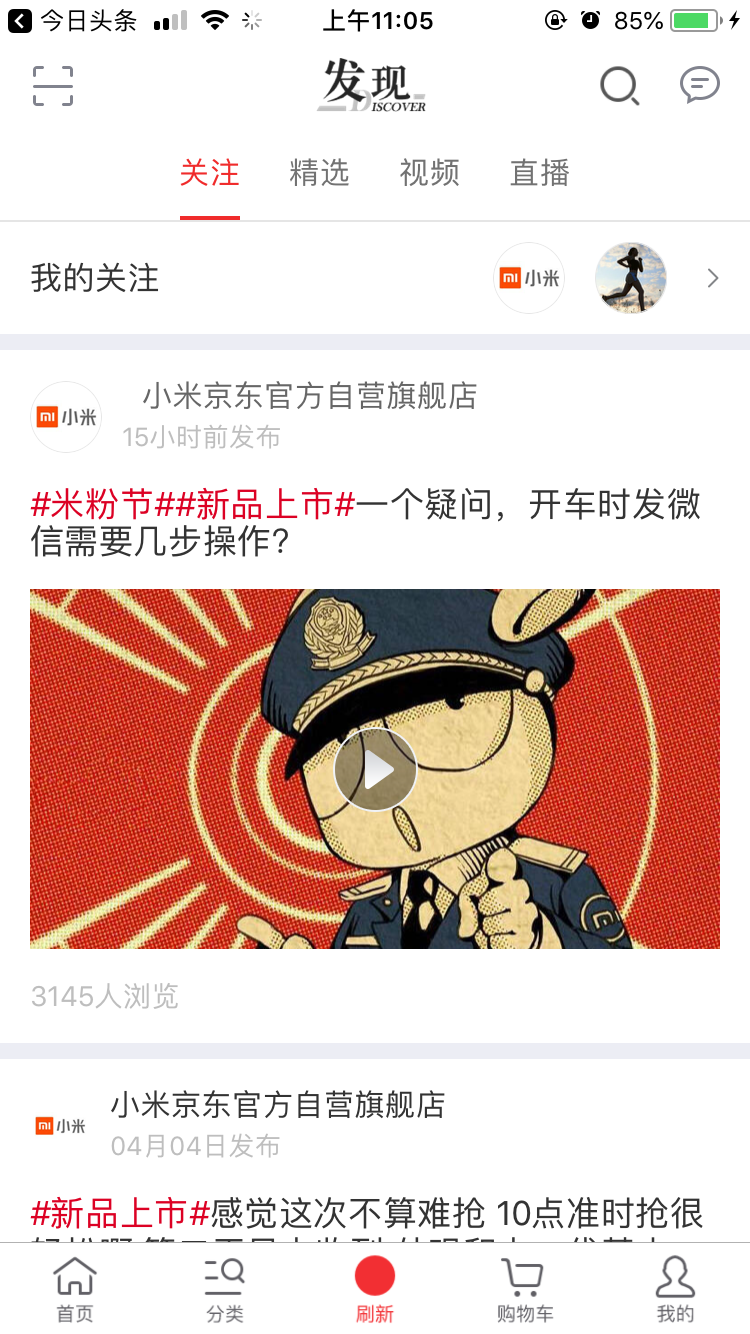 今日头条
上午11:05
85%
发现
DISCOVER
关注 精选 视频 直播
我的关注
mi 小米
mi 小米
小米京东官方自营旗舰店
15小时前发布
#米粉节##新品上市#一个疑问，开车时发微
信需要几步操作?
3145人浏览
mi 小米
小米京东官方自营旗舰店
04月04日发布
#新品上市#感觉这次不算难抢 10点准时抢很
首页 分类 刷新 购物车 我的